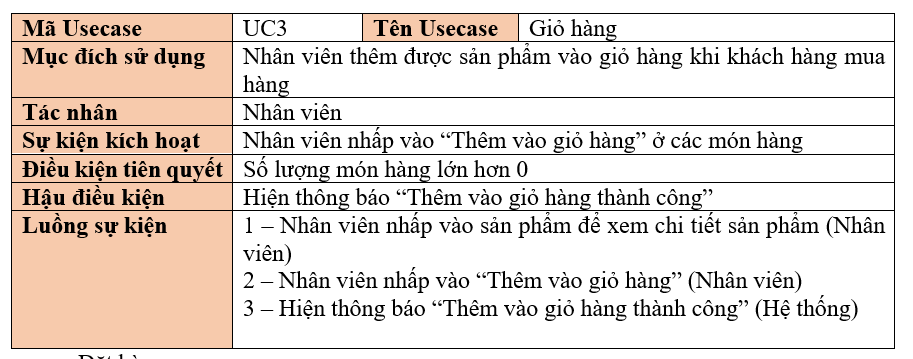 Mã Usecase UC3 Tên Usecase Giỏ hàng
Mục đích sử dụng Nhân viên thêm được sản phẩm vào giỏ hàng khi khách hàng mua
hàng
Tác nhân Nhân viên
Sự kiện kích hoạt Nhân viên nhấp vào “Thêm vào giỏ hàng” ở các món hàng
Điều kiện tiên quyết Số lượng món hàng lớn hơn 0
Hậu điều kiện Hiện thông báo “Thêm vào giỏ hàng thành công”
Luồng sự kiện 1 – Nhân viên nhấp vào sản phẩm để xem chi tiết sản phẩm (Nhân
viên)
2 – Nhân viên nhấp vào “Thêm vào giỏ hàng” (Nhân viên)
3 – Hiện thông báo “Thêm vào giỏ hàng thành công” (Hệ thống)